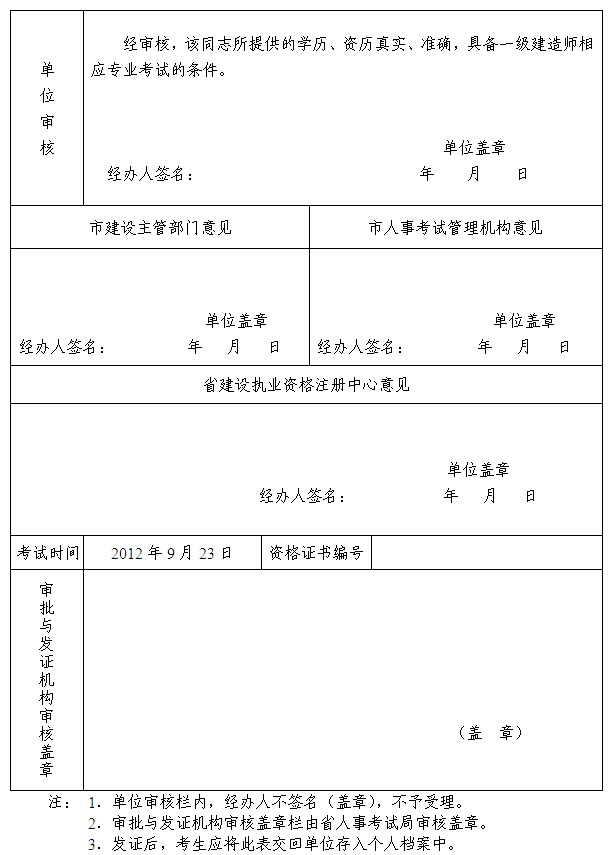 单位审核
经审核，该同志所提供的学历、资历真实、准确，具备一级建造师相
应专业考试的条件。
单位盖章
经办人签名： 年 月 日
市建设主管部门意见 市人事考试管理机构意见
单位盖章 单位盖章
经办人签名： 年 月 日 经办人签名： 年 月 日
省建设执业资格注册中心意见
单位盖章
经办人签名： 年 月 日
考试时间 2012 年 9 月 23 日 资格证书编号
审批与发证机构审核盖章
（盖 章）
注： 1．单位审核栏内，经办人不签名（盖章），不予受理。
2．审批与发证机构审核盖章栏由省人事考试局审核盖章。
3．发证后，考生应将此表交回单位存入个人档案中。